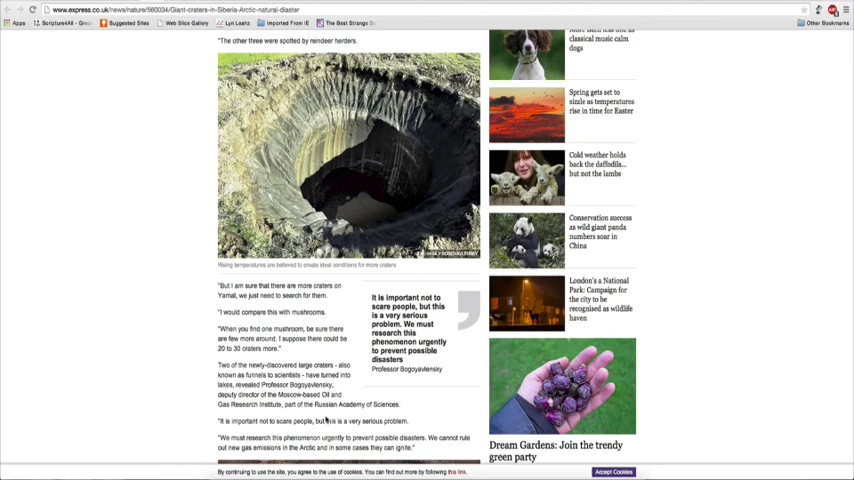 www.express.co.uk/news/nature/560034/Giant-craters-in-Siberia-Arctic-natural-diaster
Apps
Suggested Sites
Web Slice Gallery
Lyn Leahz
Imported From IE
The Best Strange
Other Bookmarks
"The other three were spotted by reindeer herders.
Rising temperatures are believed to create ideal conditions for more craters
"But I am sure that there are more craters on
Yamal, we just need to search for them.
"I would compare this with mushrooms.
"When you find one mushroom, be sure there
are few more around. I suppose there could be
20 to 30 craters more."
Two of the newly-discovered large craters - also
known as funnels to scientists - have turned into
lakes, revealed Professor Bogoyavlensky,
deputy director of the Moscow-based Oil and
Gas Research Institute, part of the Russian Academy of Sciences.
"It is important not to scare people, but this is a very serious problem.
"We must research this phenomenon urgently to prevent possible disasters. We cannot rule
out new gas emissions in the Arctic and in some cases they can ignite."
It is important not to
scare people, but this
is a very serious
problem. We must
research this
phenomenon urgently
to prevent possible
disasters
Professor Bogoyavlensky
classical music calm
dogs
Spring gets set to
sizzle as temperatures
rise in time for Easter
Cold weather holds
back the daffodils...
but not the lambs
Conservation success
as wild giant panda
numbers soar in
China
London's a National
Park: Campaign for
the city to be
recognised as wildlife
haven
Dream Gardens: Join the trendy
green party
By continuing to use the site, you agree to the use of cookies. You can find out more by following this link.
Accept Cookies